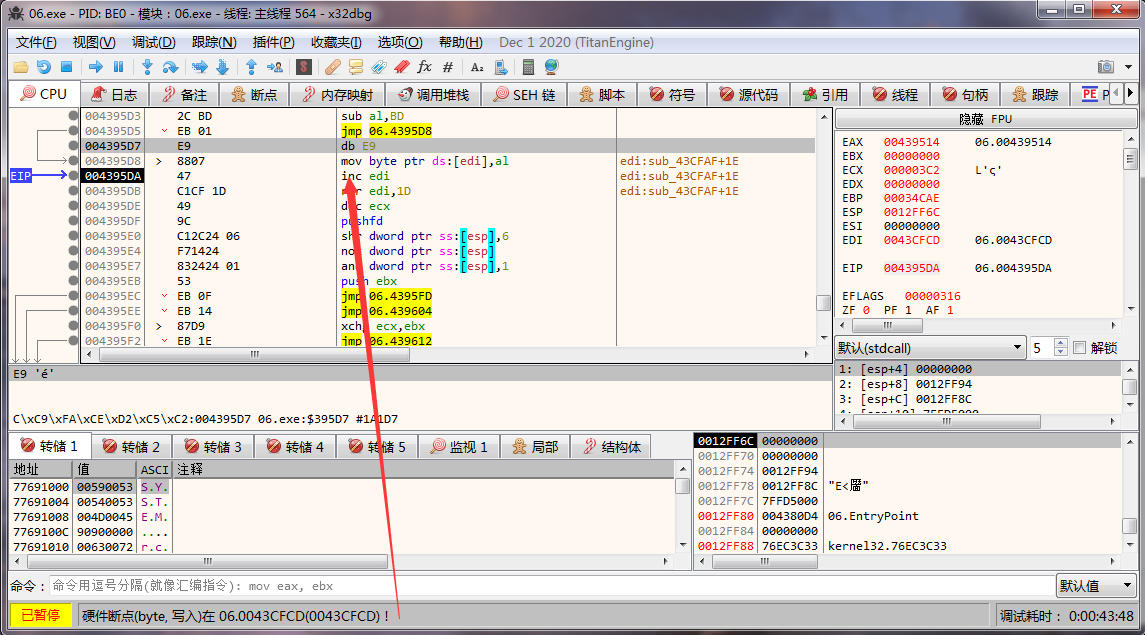 06.exe - PID: BE0 - 模块：06.exe - 线程: 主线程 564 - x32dbg
文件(F) 视图(V) 调试(D) 跟踪(N) 插件(P) 收藏夹(I) 选项(O) 帮助(H) Dec 1 2020 (TitanEngine)
CPU 日志 备注 断点 内存映射 调用堆栈 SEH 链 脚本 符号 源代码 引用 线程 句柄 跟踪
004395D3 2C BD sub al,BD
004395D5 EB 01 jmp 06.4395D8
004395D7 E9 db E9
004395D8 8807 mov byte ptr ds:[edi],al edi:sub_43CFAF+1E
EIP 004395DA 47 inc edi edi:sub_43CFAF+1E
004395DB C1CF 1D edi,1D edi:sub_43CFAF+1E
004395DE 49 ecx
004395DF 9C pushfd
004395E0 C12C24 06 dword ptr ss:[esp],6
004395E4 F71424 dword ptr ss:[esp]
004395E7 832424 01 dword ptr ss:[esp],1
004395EB 53 push ebx
004395EC EB 0F jmp 06.4395FD
004395EE EB 14 jmp 06.439604
004395F0 87D9 xchg ecx,ebx
004395F2 EB 1E jmp 06.439612
隐藏 FPU
EAX 00439514 06.00439514
EBX 00000000
ECX 000003C2 L'ς'
EDX 00000000
EBP 00034CAE
ESP 0012FF6C
ESI 00000000
EDI 0043CFCD 06.0043CFCD
EIP 004395DA 06.004395DA
EFLAGS 00000316
ZF 0 PF 1 AF 1
默认(stdcall) 5 解锁
1: [esp+4] 00000000
2: [esp+8] 0012FF94
3: [esp+C] 0012FF8C
E9 'é'
C\xC9\xFA\xCE\xD2\xC5\xC2:004395D7 06.exe:$395D7 #1A1D7
转储 1 转储 2 转储 3 转储 4 转储 5 监视 1 局部 结构体
地址 值 ASCI 注释
77691000 00590053 S.Y.
77691004 00540053 S.T.
77691008 004D0045 E.M.
7769100C 90900000 ....
77691010 00630072 r.c.
0012FF6C 00000000
0012FF70 00000000
0012FF74 0012FF94
0012FF78 0012FF8C
0012FF7C 7FFD5000
0012FF80 004380D4 06.EntryPoint
0012FF84 00000000
0012FF88 76EC3C33 kernel32.76EC3C33
命令： 命令用逗号分隔(就像汇编指令): mov eax, ebx 默认值
已暂停 硬件断点(byte, 写入)在 06.0043CFCD(0043CFCD)！ 调试耗时： 0:00:43:48